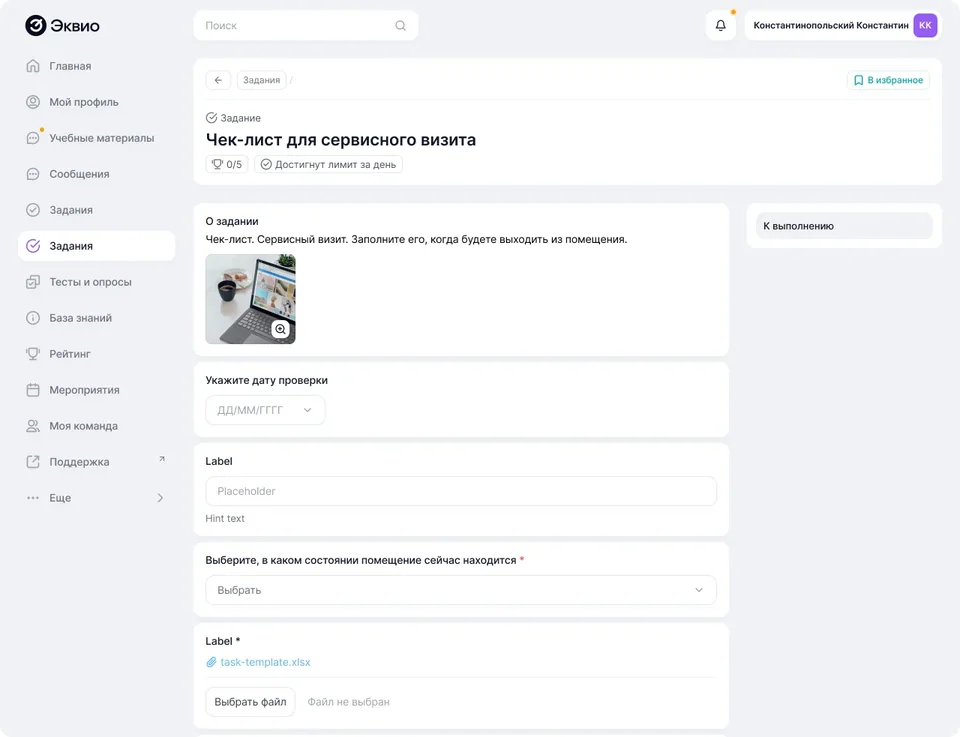 Эквио
Поиск
Константинопольский Константин
КК
Главная
Мой профиль
Учебные материалы
Сообщения
Задания
Задания
Тесты и опросы
База знаний
Рейтинг
Мероприятия
Моя команда
Поддержка
Еще
Задания /
В избранное
Задание
Чек-лист для сервисного визита
0/5
Достигнут лимит за день
О задании
Чек-лист. Сервисный визит. Заполните его, когда будете выходить из помещения.
К выполнению
Укажите дату проверки
ДД/ММ/ГГГГ
Label
Placeholder
Hint text
Выберите, в каком состоянии помещение сейчас находится *
Выбрать
Label *
task-template.xlsx
Выбрать файл
Файл не выбран